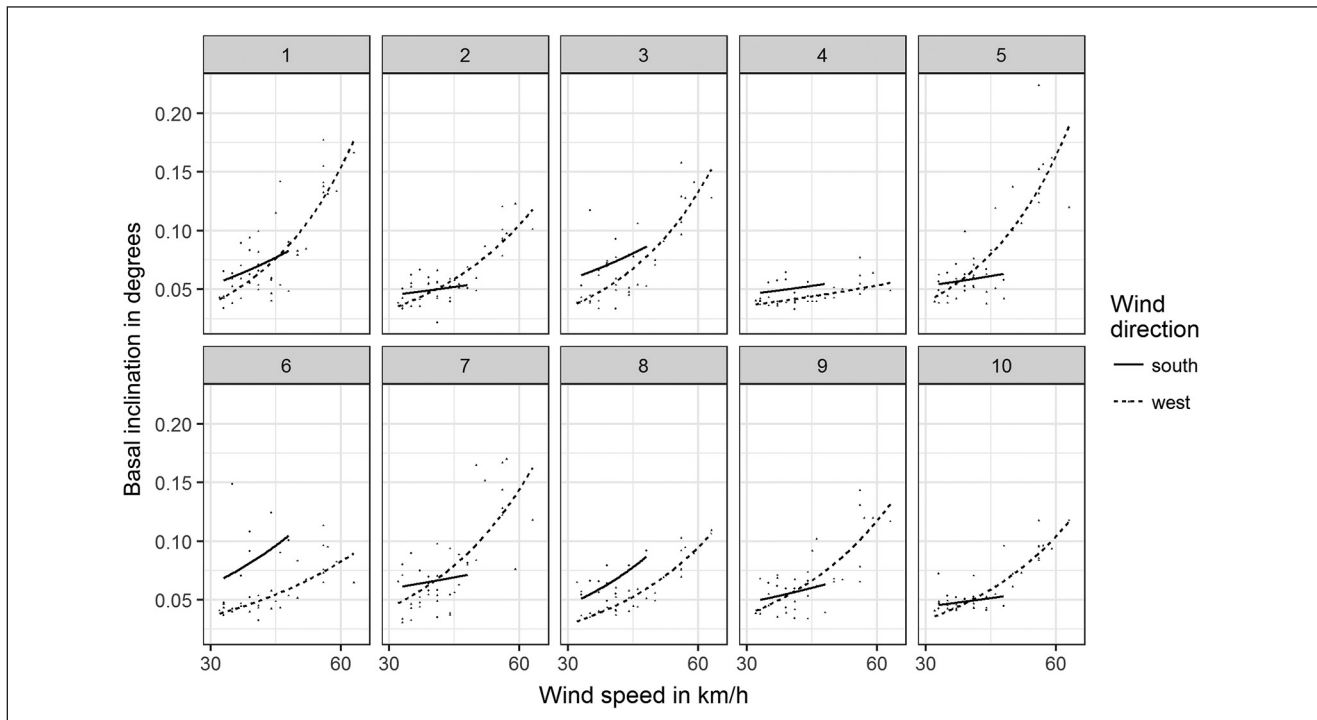 1 2 3 4 5
0.20
0.15
0.10
0.05
6 7 8 9 10
0.20
0.15
0.10
0.05
Basal inclination in degrees
30 60 30 60 30 60 30 60 30 60
Wind speed in km/h
Wind
direction
south
west